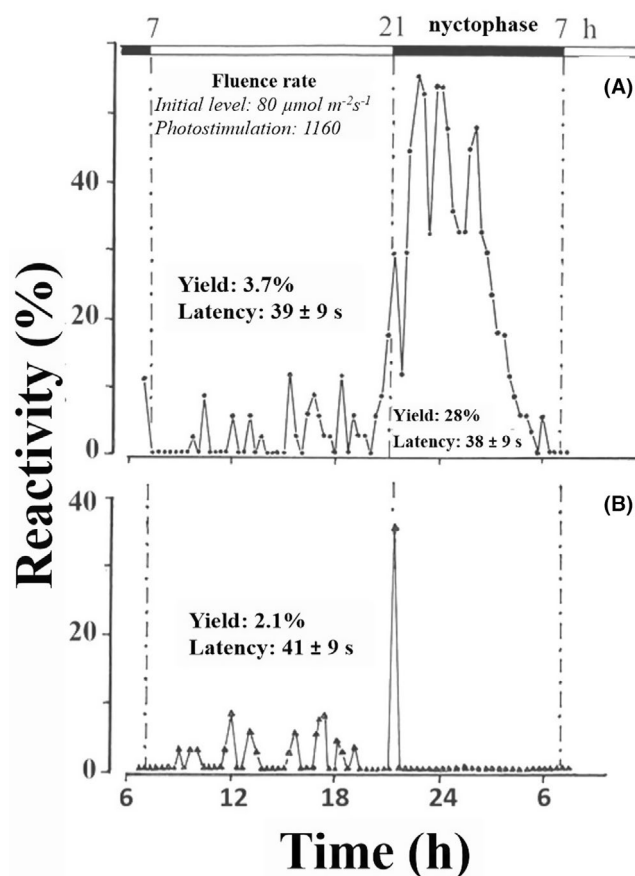 7 21 nyctophase 7 h
(A)
Fluence rate
Initial level: 80 µmol m⁻²s⁻¹
Photostimulation: 1160
40
Yield: 3.7%
Latency: 39 ± 9 s
20
Yield: 28%
Latency: 38 ± 9 s
0
Reactivity (%)
(B)
40
Yield: 2.1%
Latency: 41 ± 9 s
20
0
6 12 18 24 6
Time (h)